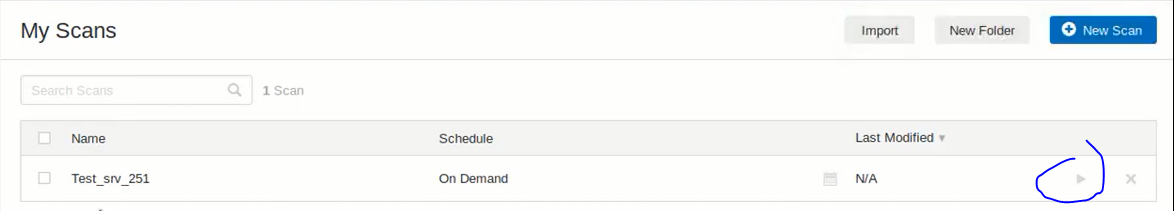 My Scans
Import
New Folder
New Scan
Search Scans
1 Scan
Name Schedule Last Modified
Test_srv_251 On Demand N/A